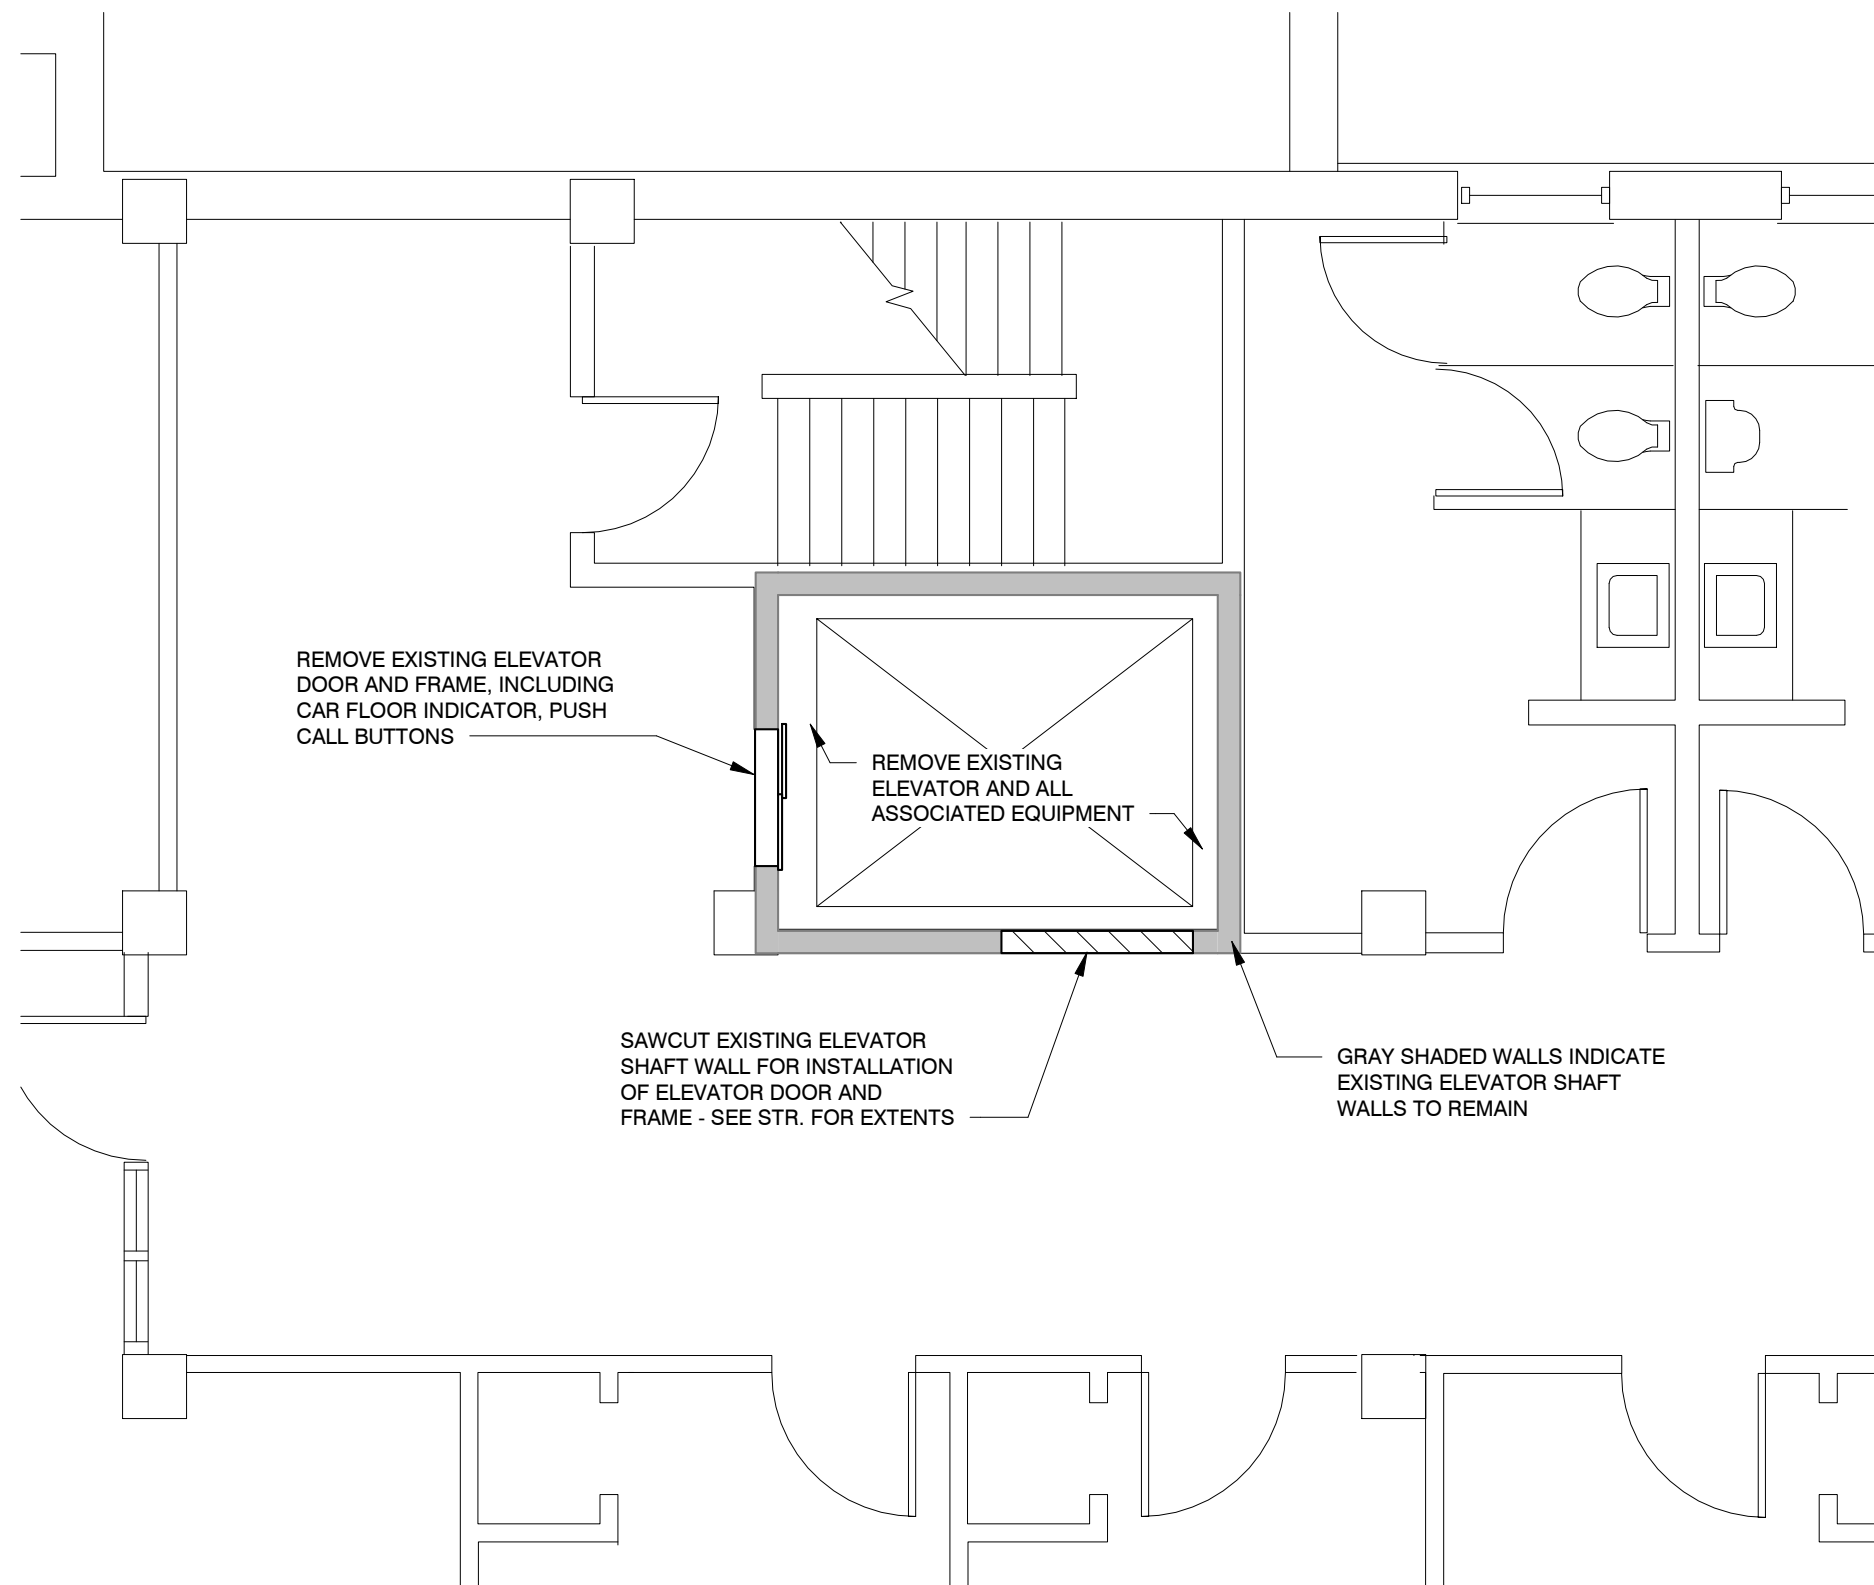 REMOVE EXISTING ELEVATOR
DOOR AND FRAME, INCLUDING
CAR FLOOR INDICATOR, PUSH
CALL BUTTONS
REMOVE EXISTING
ELEVATOR AND ALL
ASSOCIATED EQUIPMENT
SAWCUT EXISTING ELEVATOR
SHAFT WALL FOR INSTALLATION
OF ELEVATOR DOOR AND
FRAME - SEE STR. FOR EXTENTS
GRAY SHADED WALLS INDICATE
EXISTING ELEVATOR SHAFT
WALLS TO REMAIN